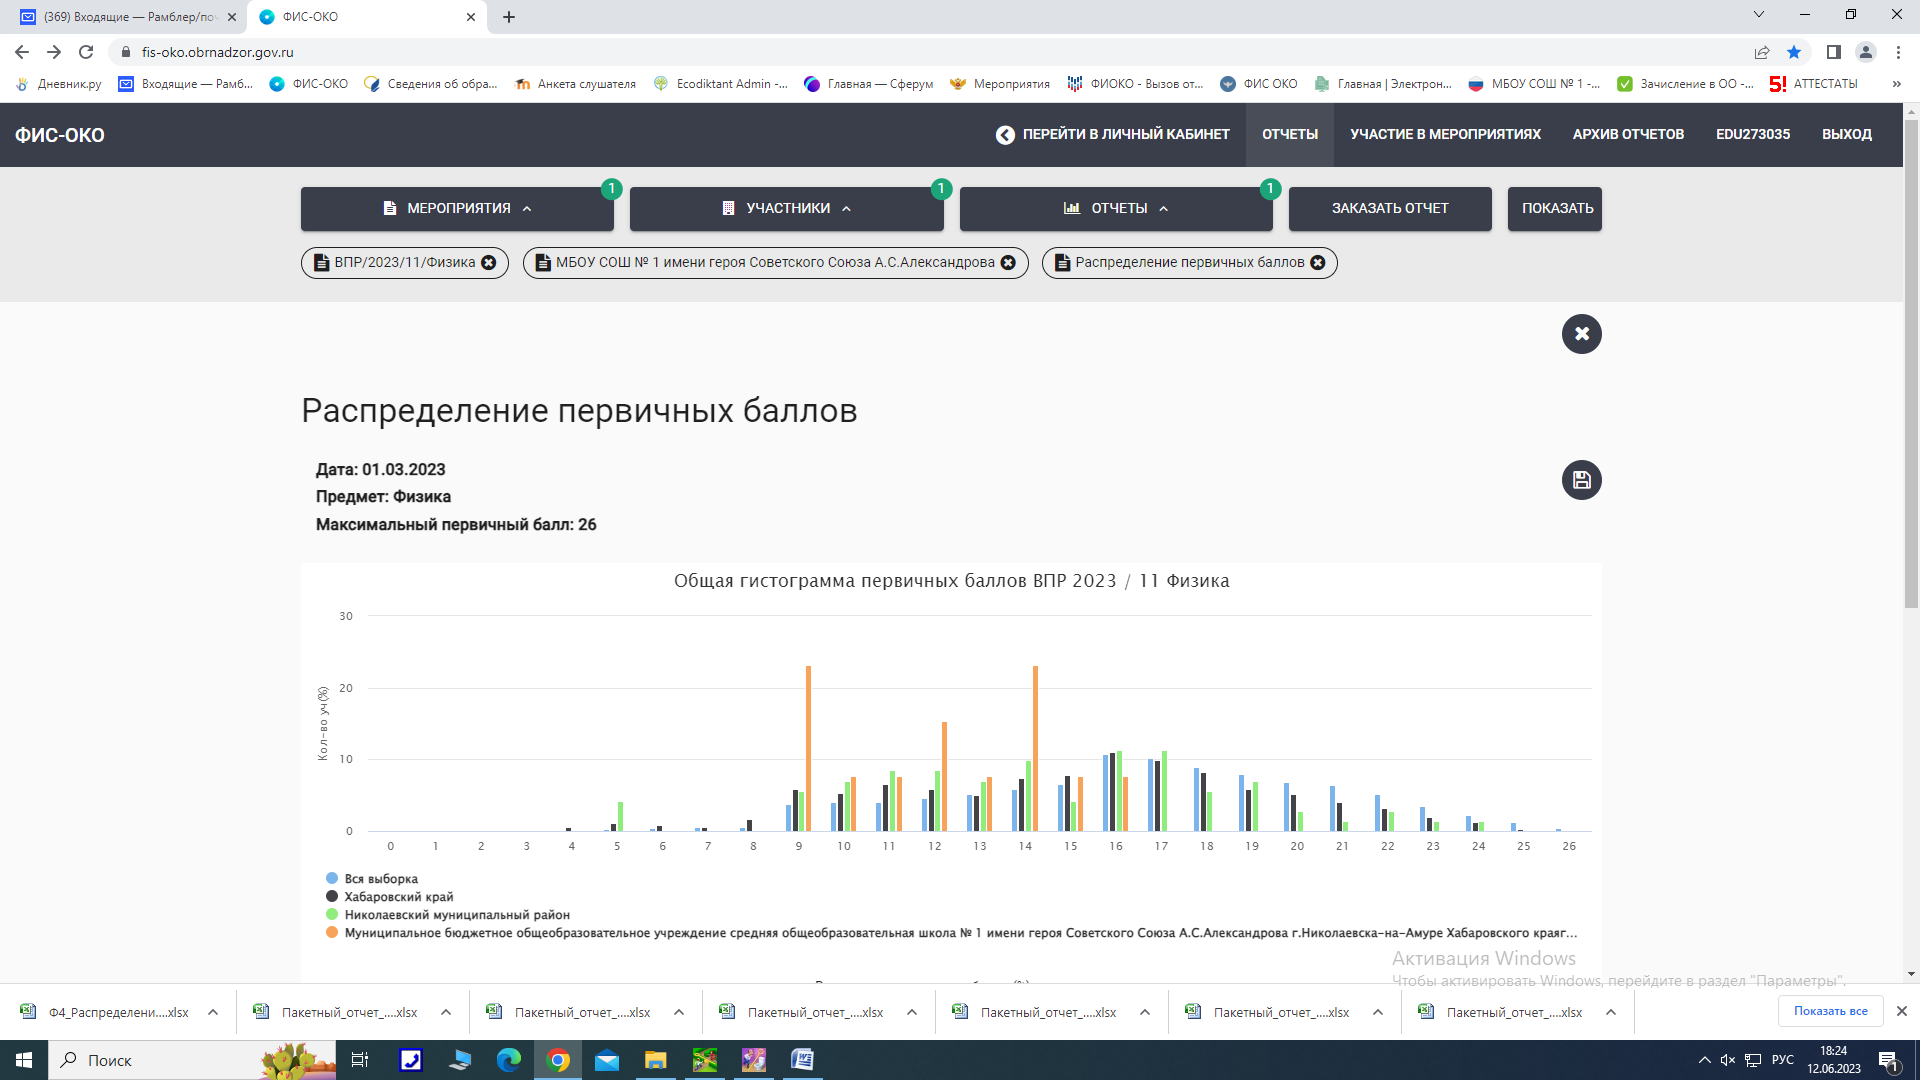 (369) Входящие — Рамблер/по
ФИС-ОКО
fis-oko.obrnadzor.gov.ru
Дневник.ру
Входящие — Рамб...
ФИС-ОКО
Сведения об обра...
Анкета слушателя
Ecodiktant Admin -...
Главная — Сферум
Мероприятия
ФИОКО - Вызов от...
ФИС ОКО
Главная | Электрон...
МБОУ СОШ № 1 -...
Зачисление в ОО -...
5! АТТЕСТАТЫ
»
ФИС-ОКО
ПЕРЕЙТИ В ЛИЧНЫЙ КАБИНЕТ
ОТЧЕТЫ
УЧАСТИЕ В МЕРОПРИЯТИЯХ
АРХИВ ОТЧЕТОВ
EDU273035
ВЫХОД
МЕРОПРИЯТИЯ
1
УЧАСТНИКИ
1
ОТЧЕТЫ
1
ЗАКАЗАТЬ ОТЧЕТ
ПОКАЗАТЬ
ВПР/2023/11/Физика
МБОУ СОШ № 1 имени героя Советского Союза А.С.Александрова
Распределение первичных баллов
Распределение первичных баллов
Дата: 01.03.2023
Предмет: Физика
Максимальный первичный балл: 26
Общая гистограмма первичных баллов ВПР 2023 / 11 Физика
Кол-во уч(%)
30
20
10
0
0 1 2 3 4 5 6 7 8 9 10 11 12 13 14 15 16 17 18 19 20 21 22 23 24 25 26
Вся выборка
Хабаровский край
Николаевский муниципальный район
Муниципальное бюджетное общеобразовательное учреждение средняя общеобразовательная школа № 1 имени героя Советского Союза А.С.Александрова г.Николаевска-на-Амуре Хабаровского краяг...
Активация Windows
Чтобы активировать Windows, перейдите в раздел "Параметры".
Ф4_Распределени....xlsx
Пакетный_отчет_....xlsx
Пакетный_отчет_....xlsx
Пакетный_отчет_....xlsx
Пакетный_отчет_....xlsx
Пакетный_отчет_....xlsx
Пакетный_отчет_....xlsx
Показать все
Поиск
РУС
18:24
12.06.2023
1